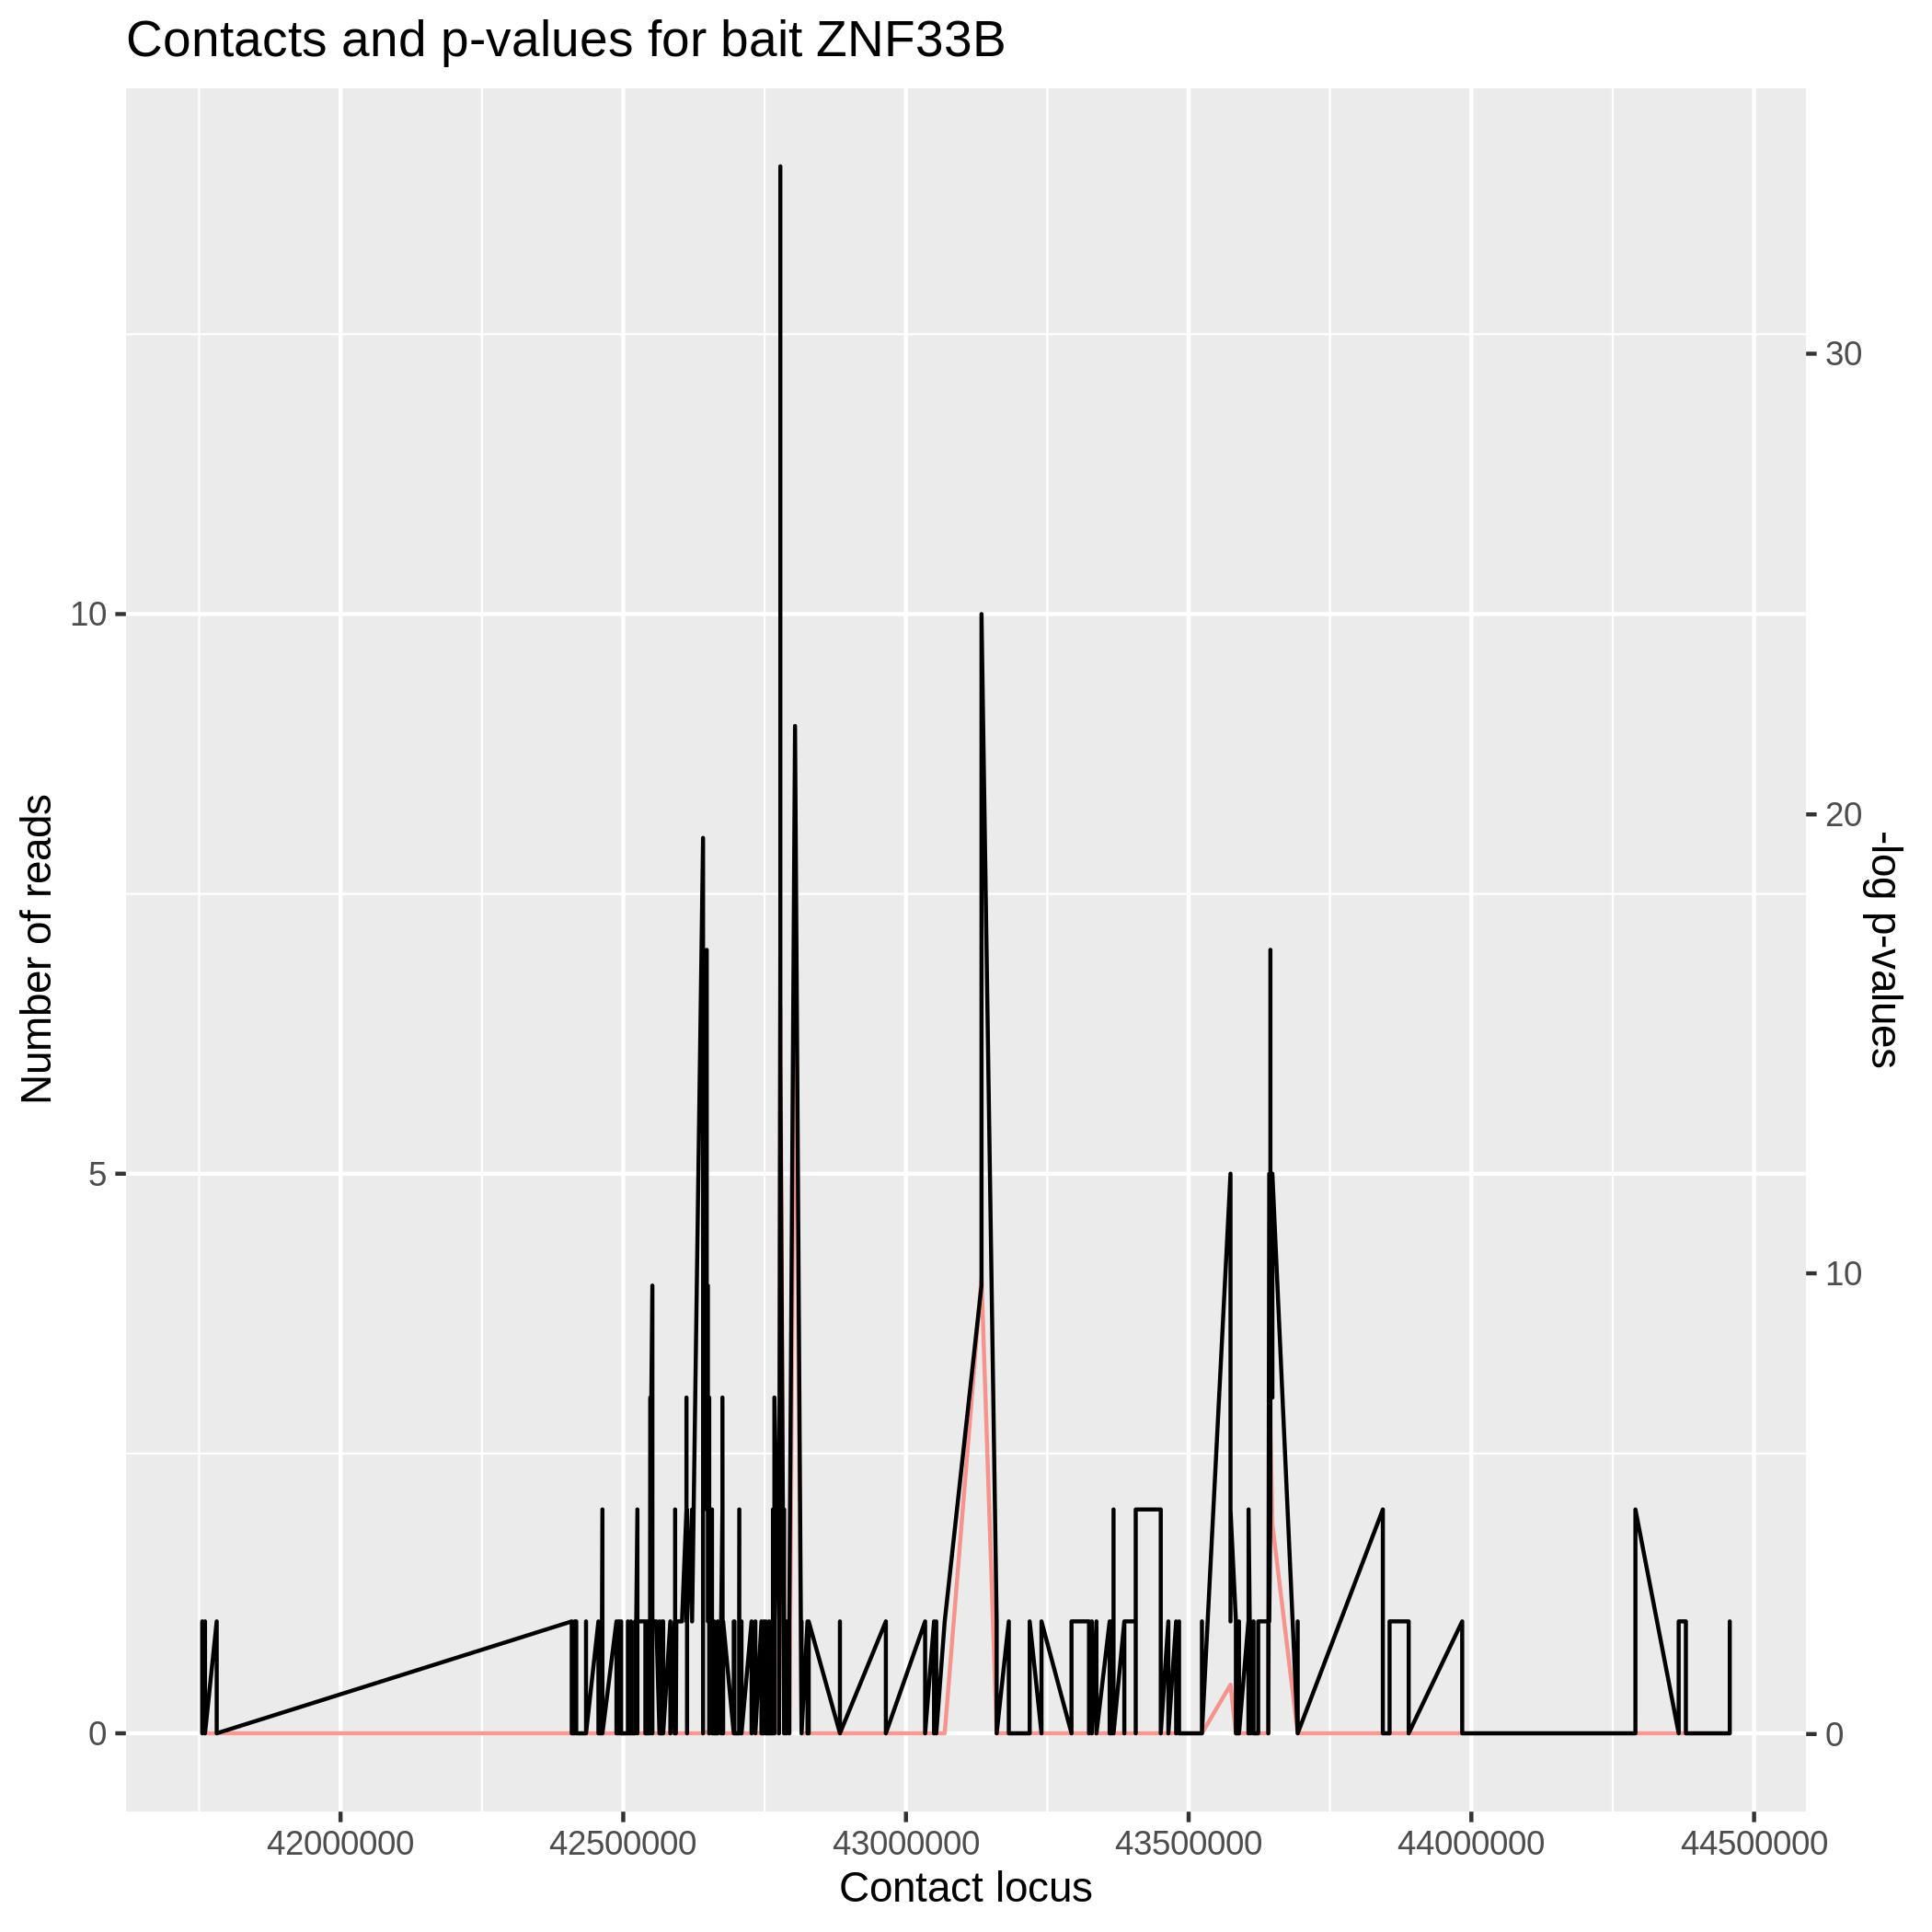 Contacts and p-values for bait ZNF33B
Number of reads
10
5
0
30
20
10
0
-log p-values
42000000 42500000 43000000 43500000 44000000 44500000
Contact locus